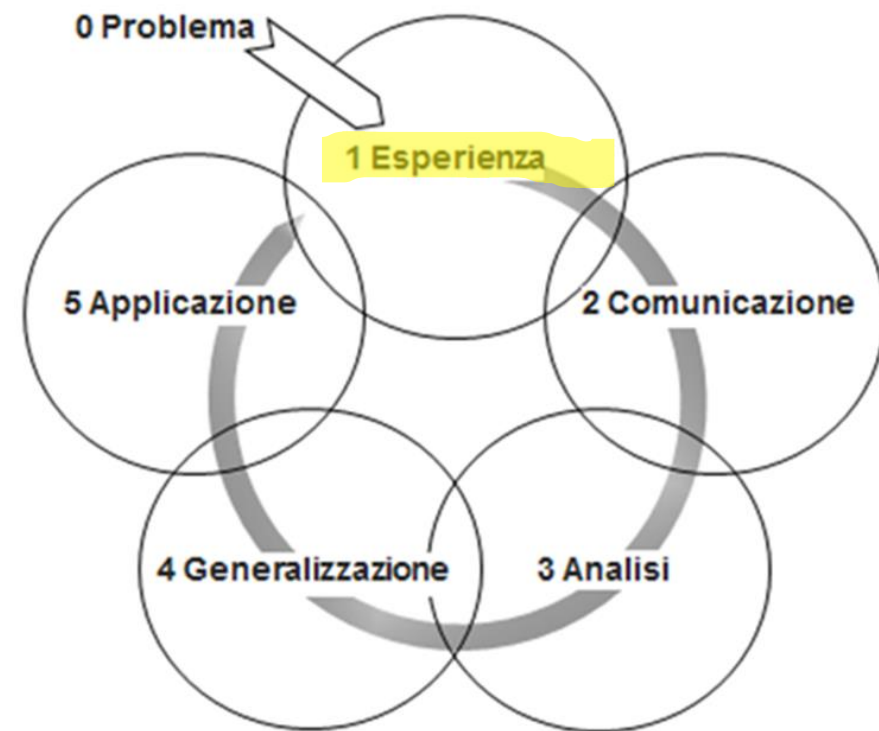 0 Problema
1 Esperienza
5 Applicazione
2 Comunicazione
4 Generalizzazione
3 Analisi